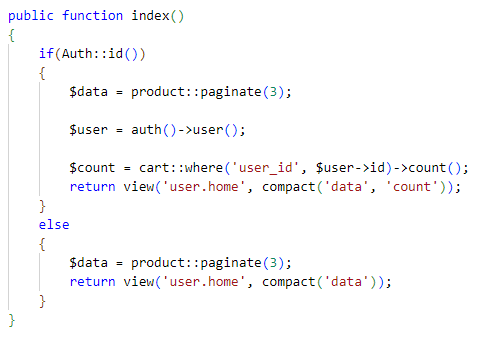 public function index()
{
    if(Auth::id())
    {
        $data = product::paginate(3);
        $user = auth()->user();
        $count = cart::where('user_id', $user->id)->count();
        return view('user.home', compact('data', 'count'));
    }
    else
    {
        $data = product::paginate(3);
        return view('user.home', compact('data'));
    }
}